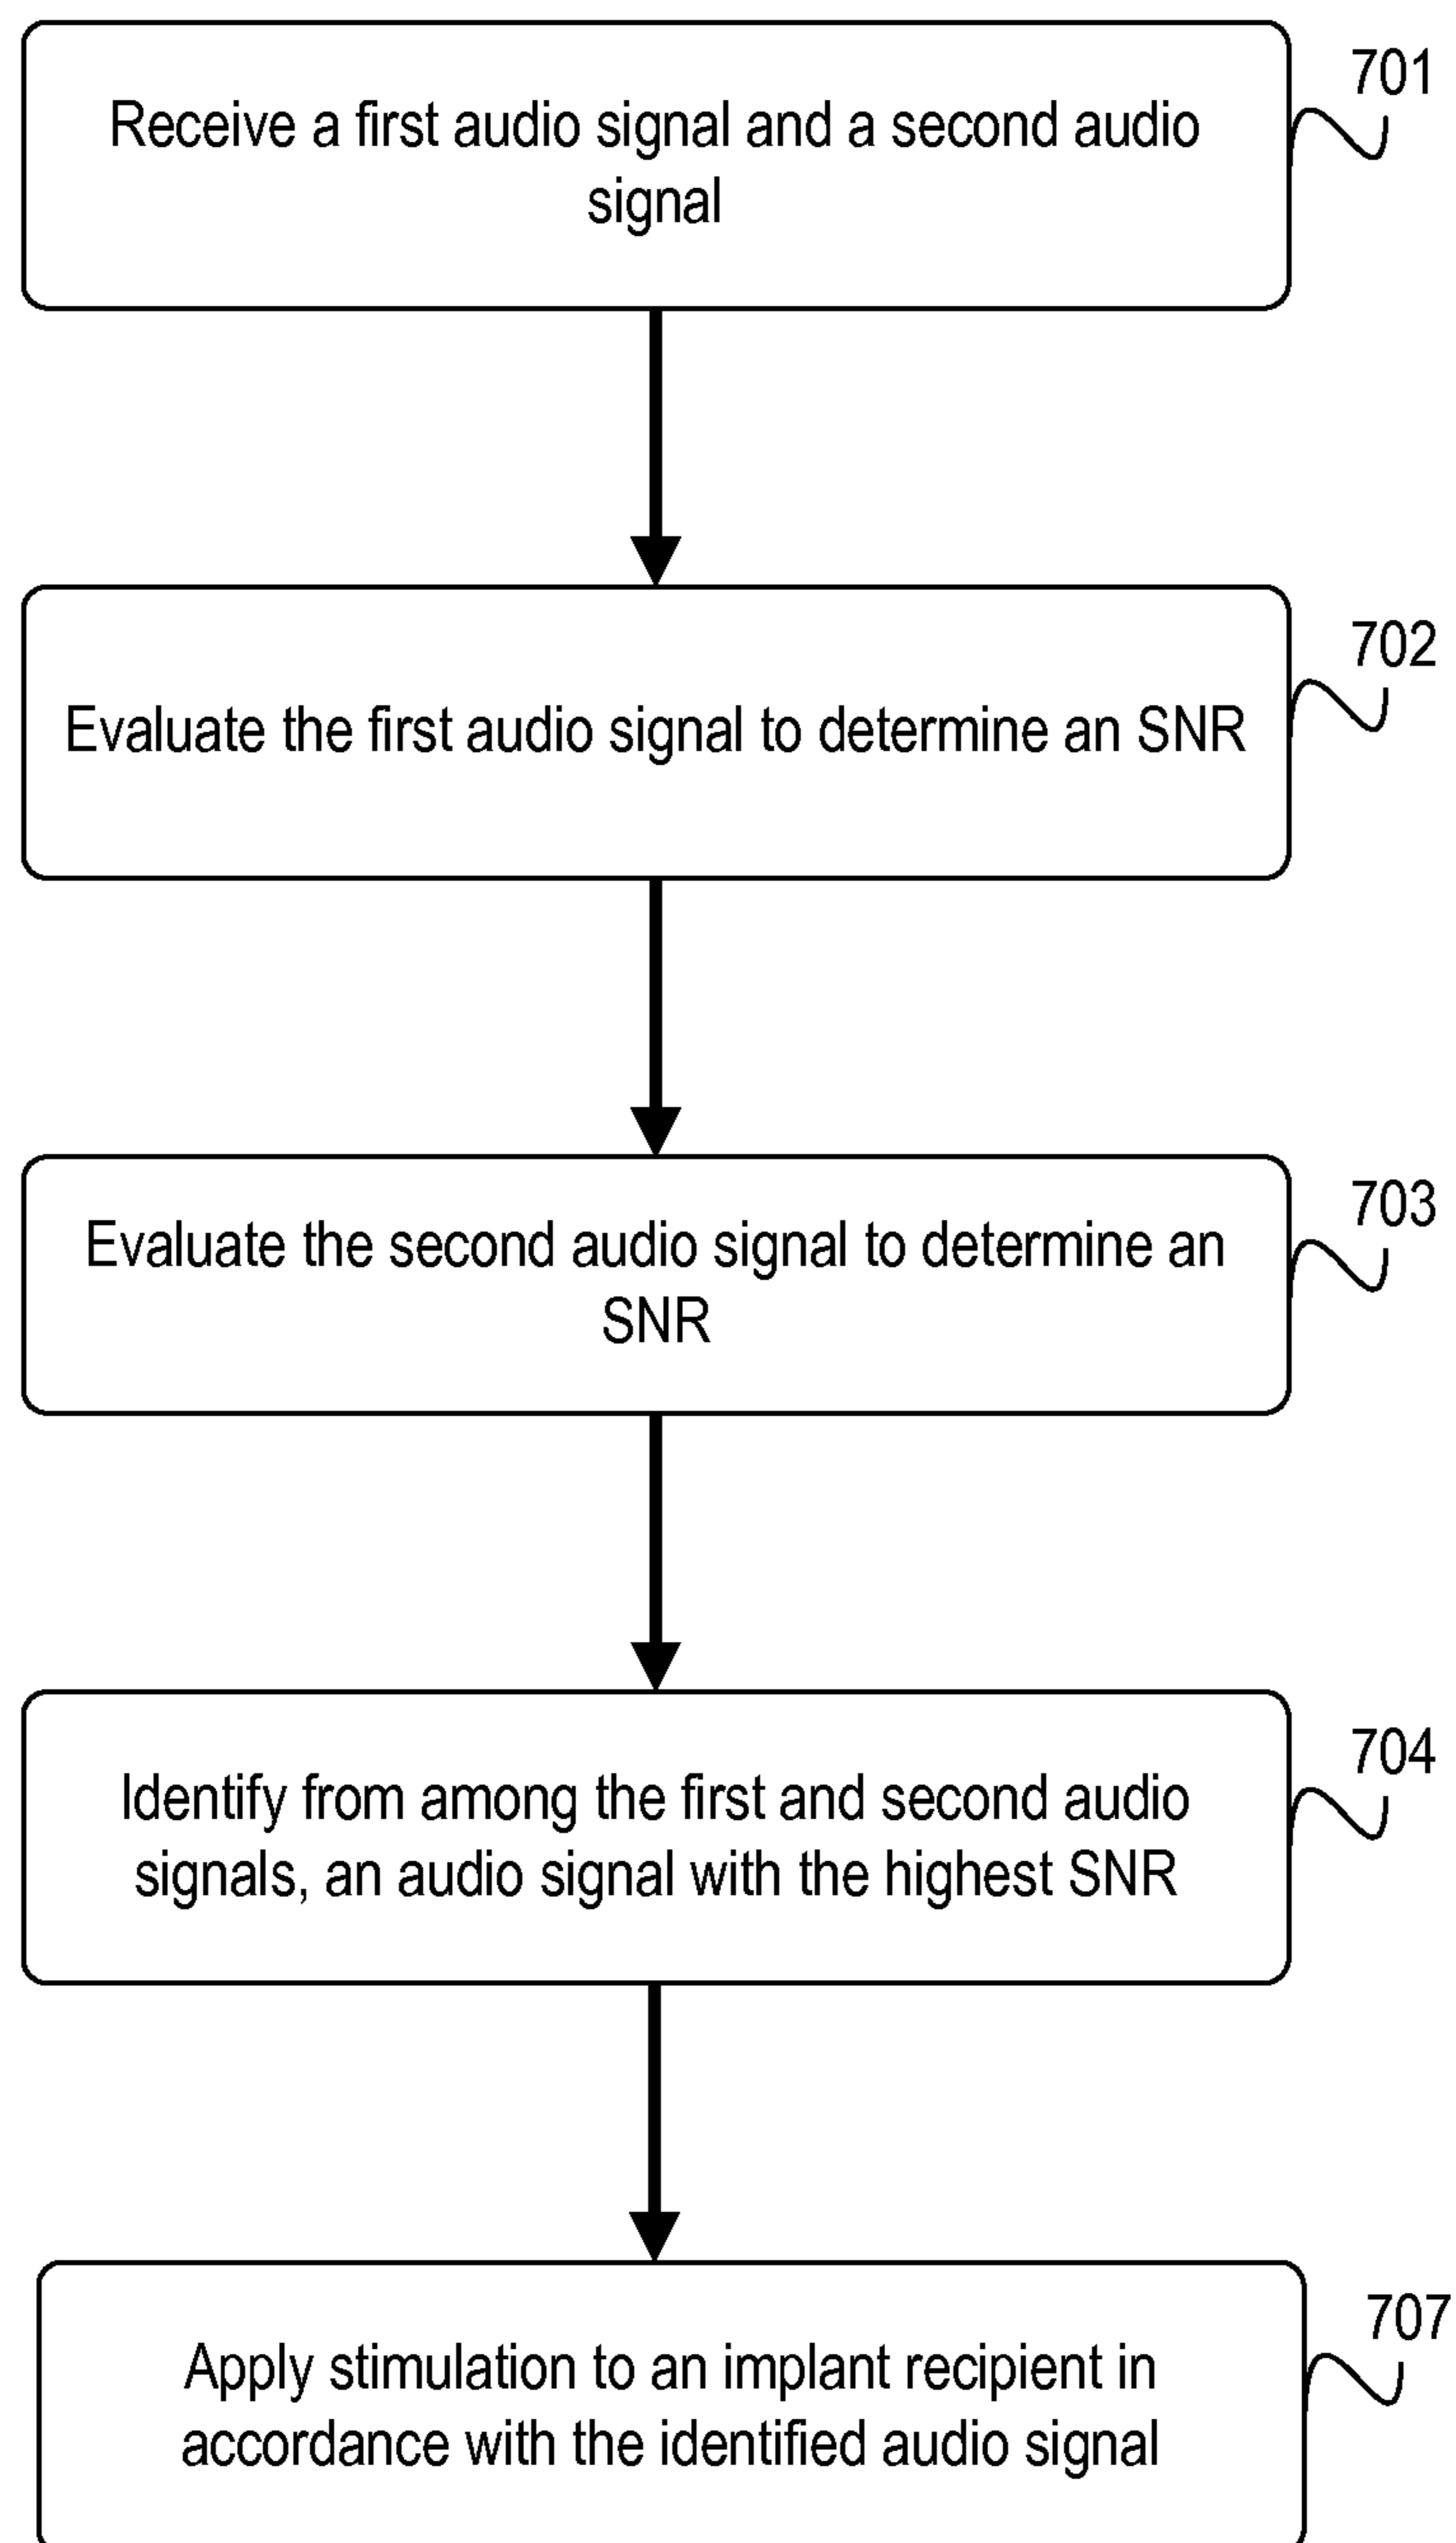 701
Receive a first audio signal and a second audio
signal
702
Evaluate the first audio signal to determine an SNR
703
Evaluate the second audio signal to determine an
SNR
704
Identify from among the first and second audio
signals, an audio signal with the highest SNR
707
Apply stimulation to an implant recipient in
accordance with the identified audio signal